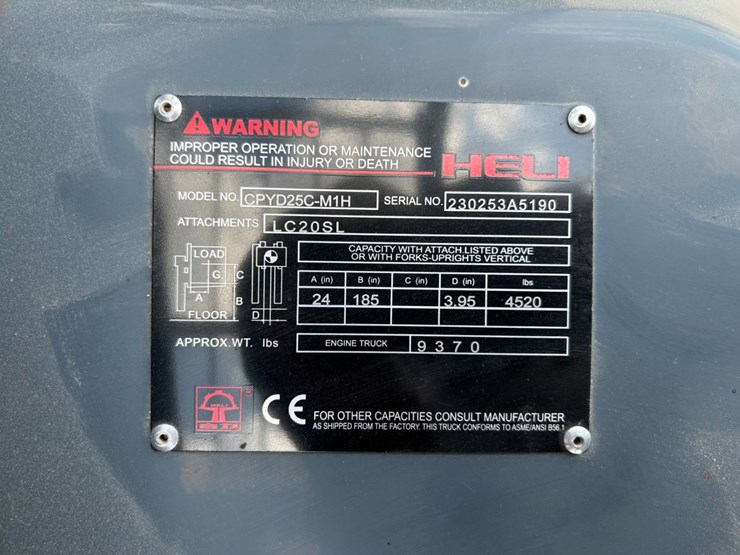 WARNING
IMPROPER OPERATION OR MAINTENANCE
COULD RESULT IN INJURY OR DEATH
HELI
MODEL NO. CPYD25C-M1H SERIAL NO. 230253A5190
ATTACHMENTS LC20SL
LOAD
G C
A
B
FLOOR D
CAPACITY WITH ATTACH.LISTED ABOVE
OR WITH FORKS-UPRIGHTS VERTICAL
A (in) B (in) C (in) D (in) lbs
24 185 3.95 4520
APPROX.WT. lbs ENGINE TRUCK 9370
CE FOR OTHER CAPACITIES CONSULT MANUFACTURER
AS SHIPPED FROM THE FACTORY. THIS TRUCK CONFORMS TO ASME/ANSI B56.1